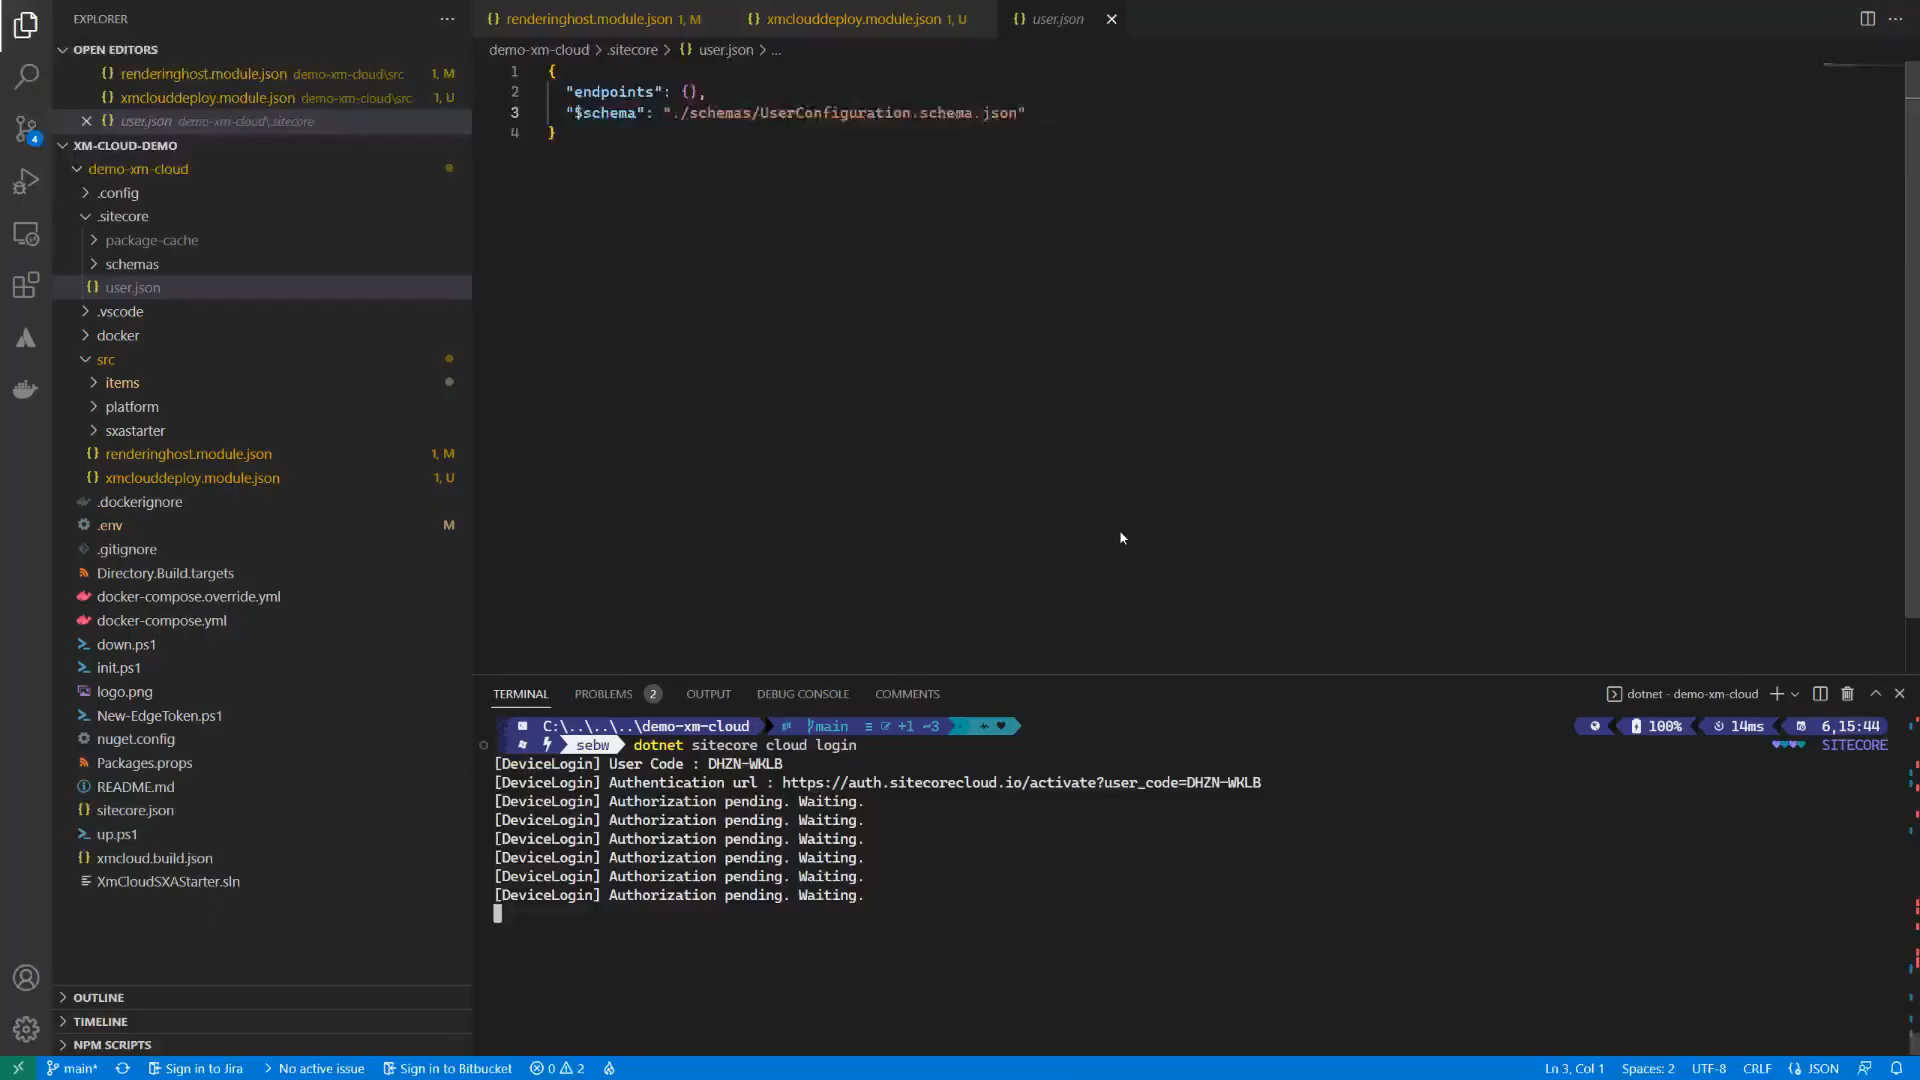 EXPLORER
OPEN EDITORS
renderinghost.module.json demo-xm-cloud\src 1, M
xmclouddeploy.module.json demo-xm-cloud\src 1, U
user.json demo-xm-cloud\.sitecore
XM-CLOUD-DEMO
demo-xm-cloud
.config
.sitecore
package-cache
schemas
user.json
.vscode
docker
src
items
platform
sxastarter
renderinghost.module.json 1, M
xmclouddeploy.module.json 1, U
.dockerignore
.env M
.gitignore
Directory.Build.targets
docker-compose.override.yml
docker-compose.yml
down.ps1
init.ps1
logo.png
New-EdgeToken.ps1
nuget.config
Packages.props
README.md
sitecore.json
up.ps1
xmcloud.build.json
XmCloudSXAStarter.sln
OUTLINE
TIMELINE
NPM SCRIPTS
4
renderinghost.module.json 1, M
xmclouddeploy.module.json 1, U
user.json
demo-xm-cloud > .sitecore > {} user.json > ...
1 {
2 "endpoints": {},
3 "$schema": "./schemas/UserConfiguration.schema.json"
4 }
TERMINAL PROBLEMS 2 OUTPUT DEBUG CONSOLE COMMENTS
dotnet - demo-xm-cloud
C:\..\..\..\demo-xm-cloud main ≡ +1 ~3 100% 14ms 6,15:44
sebw dotnet sitecore cloud login SITECORE
[DeviceLogin] User Code : DHZN-WKLB
[DeviceLogin] Authentication url : https://auth.sitecorecloud.io/activate?user_code=DHZN-WKLB
[DeviceLogin] Authorization pending. Waiting.
[DeviceLogin] Authorization pending. Waiting.
[DeviceLogin] Authorization pending. Waiting.
[DeviceLogin] Authorization pending. Waiting.
[DeviceLogin] Authorization pending. Waiting.
[DeviceLogin] Authorization pending. Waiting.
main* Sign in to Jira No active issue Sign in to Bitbucket 0 2 Ln 3, Col 1 Spaces: 2 UTF-8 CRLF {} JSON